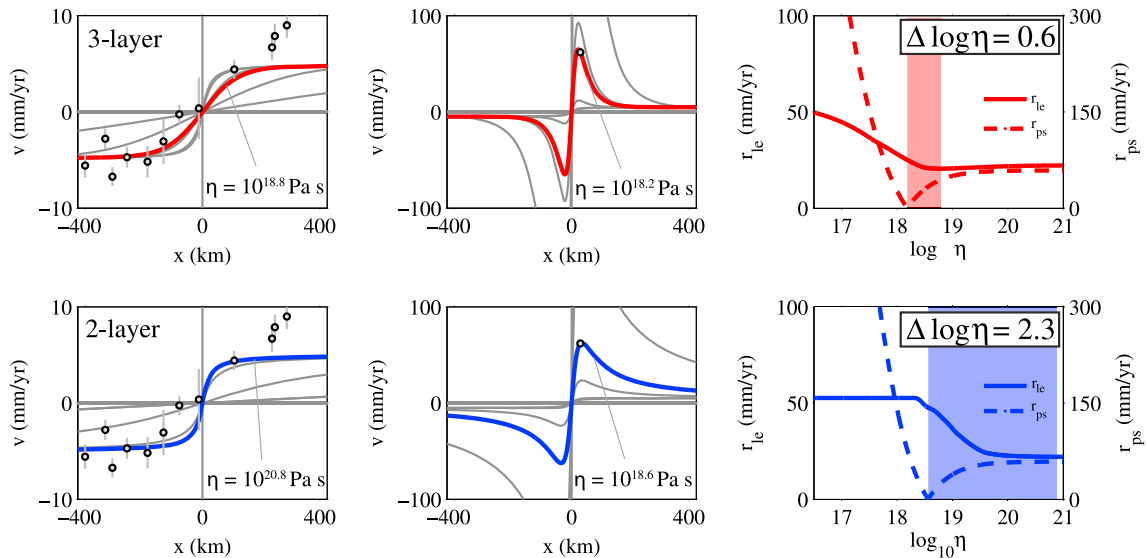 10
3-layer
v (mm/yr)
0
η = 10^18.8 Pa s
−10
−400
0
400
x (km)
100
v (mm/yr)
0
η = 10^18.2 Pa s
−100
−400
0
400
x (km)
100
300
Δ log η = 0.6
r_le (mm/yr)
50
150
r_le
r_ps
r_ps (mm/yr)
0
0
17
18
19
20
21
log η
10
2-layer
v (mm/yr)
0
η = 10^20.8 Pa s
−10
−400
0
400
x (km)
100
v (mm/yr)
0
η = 10^18.6 Pa s
−100
−400
0
400
x (km)
100
300
Δ log η = 2.3
r_le (mm/yr)
50
150
r_le
r_ps
r_ps (mm/yr)
0
0
17
18
19
20
21
log_10 η